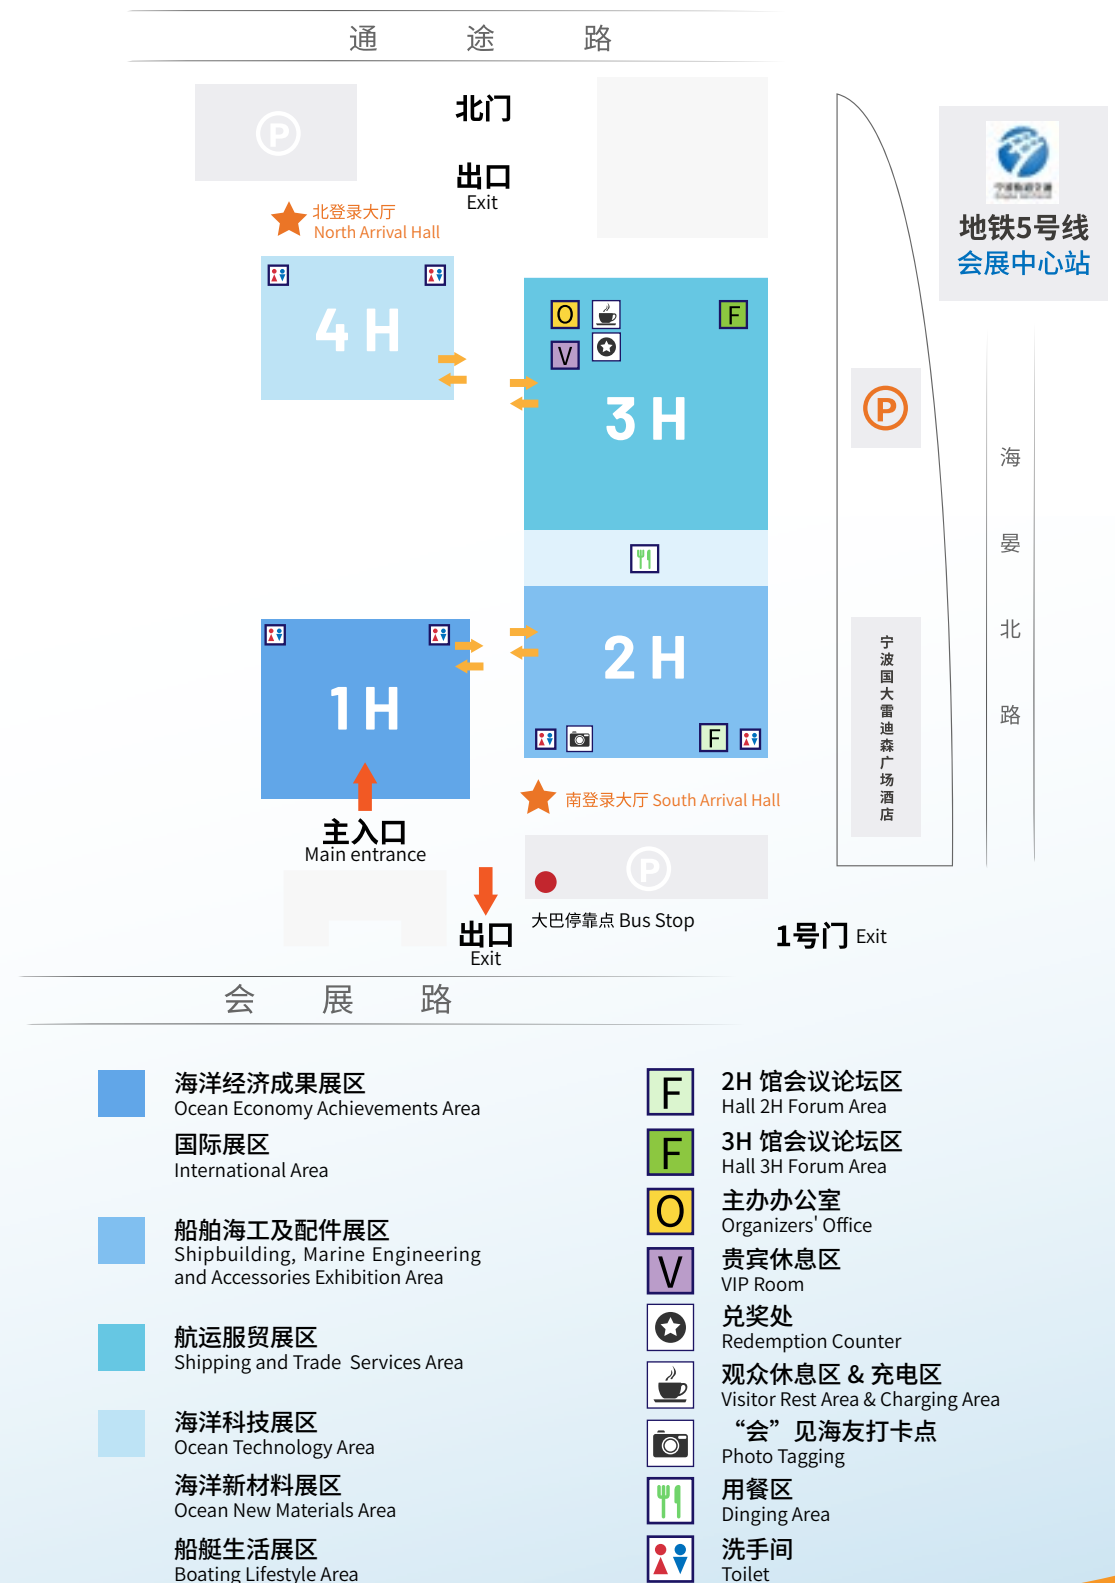 通途路
P
北门
出口
Exit
北登录大厅
North Arrival Hall
地铁5号线
会展中心站
4H
O
F
V
3H
P
海晏北路
2H
1H
F
宁波国大雷迪森广场酒店
南登录大厅 South Arrival Hall
主入口
Main entrance
P
大巴停靠点 Bus Stop
出口
Exit
1号门 Exit
会展路
海洋经济成果展区
Ocean Economy Achievements Area
国际展区
International Area
船舶海工及配件展区
Shipbuilding, Marine Engineering
and Accessories Exhibition Area
航运服贸展区
Shipping and Trade Services Area
海洋科技展区
Ocean Technology Area
海洋新材料展区
Ocean New Materials Area
船艇生活展区
Boating Lifestyle Area
F
2H 馆会议论坛区
Hall 2H Forum Area
F
3H 馆会议论坛区
Hall 3H Forum Area
O
主办办公室
Organizers' Office
V
贵宾休息区
VIP Room
兑奖处
Redemption Counter
观众休息区 & 充电区
Visitor Rest Area & Charging Area
“会”见海友打卡点
Photo Tagging
用餐区
Dinging Area
洗手间
Toilet